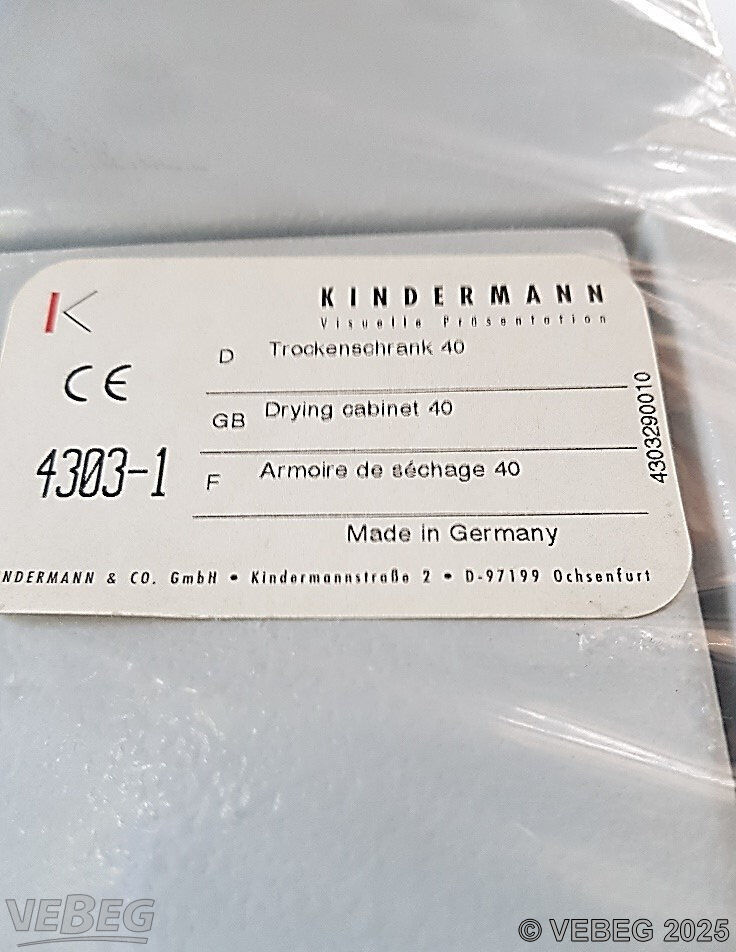 KINDERMANN
Visuelle Präsentation
CE
D Trockenschrank 40
GB Drying cabinet 40
4303-1
F Armoire de séchage 40
4303290010
Made in Germany
NDERMANN & CO. GmbH • Kindermannstraße 2 • D-97199 Ochsenfurt
VEBEG
© VEBEG 2025